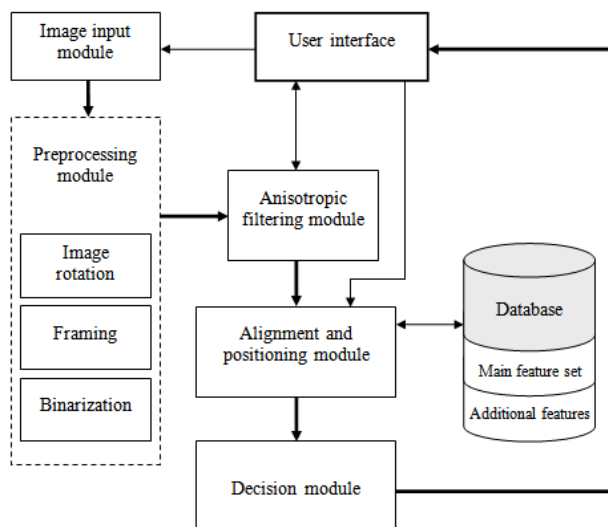 Image input
module
User interface
Preprocessing
module
Anisotropic
filtering module
Image
rotation
Framing
Binarization
Alignment and
positioning module
Database
Main feature set
Additional features
Decision module